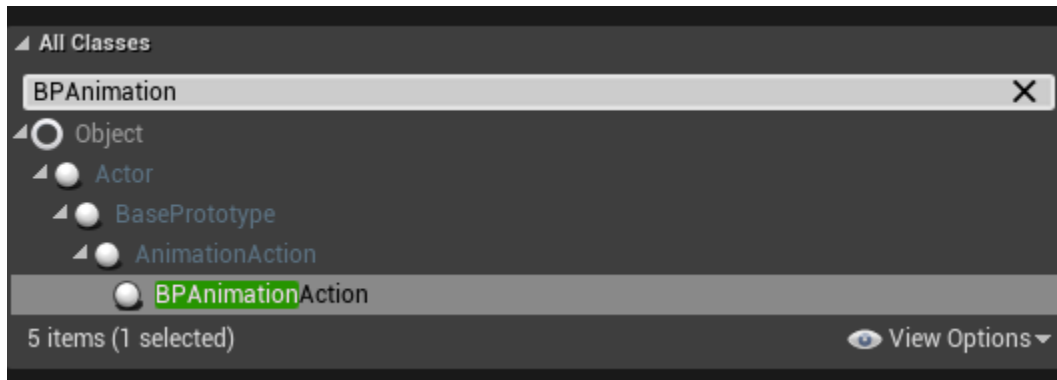 All Classes
BPAnimation
Object
Actor
BasePrototype
AnimationAction
BPAnimationAction
5 items (1 selected) View Options